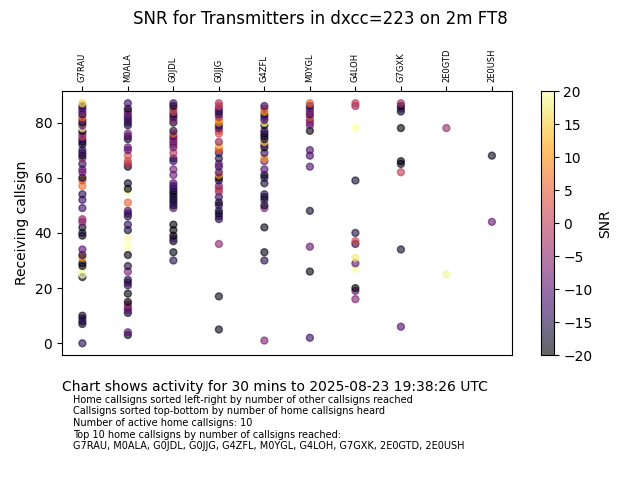 SNR for Transmitters in dxcc=223 on 2m FT8
G7RAU M0ALA G0JDL G0JJG G4ZFL M0YGL G4LOH G7GXK 2E0GTD 2E0USH
80
60
40
20
0
Receiving callsign
20
15
10
5
0
−5
−10
−15
−20
SNR
Chart shows activity for 30 mins to 2025-08-23 19:38:26 UTC
Home callsigns sorted left-right by number of other callsigns reached
Callsigns sorted top-bottom by number of home callsigns heard
Number of active home callsigns: 10
Top 10 home callsigns by number of callsigns reached:
G7RAU, M0ALA, G0JDL, G0JJG, G4ZFL, M0YGL, G4LOH, G7GXK, 2E0GTD, 2E0USH